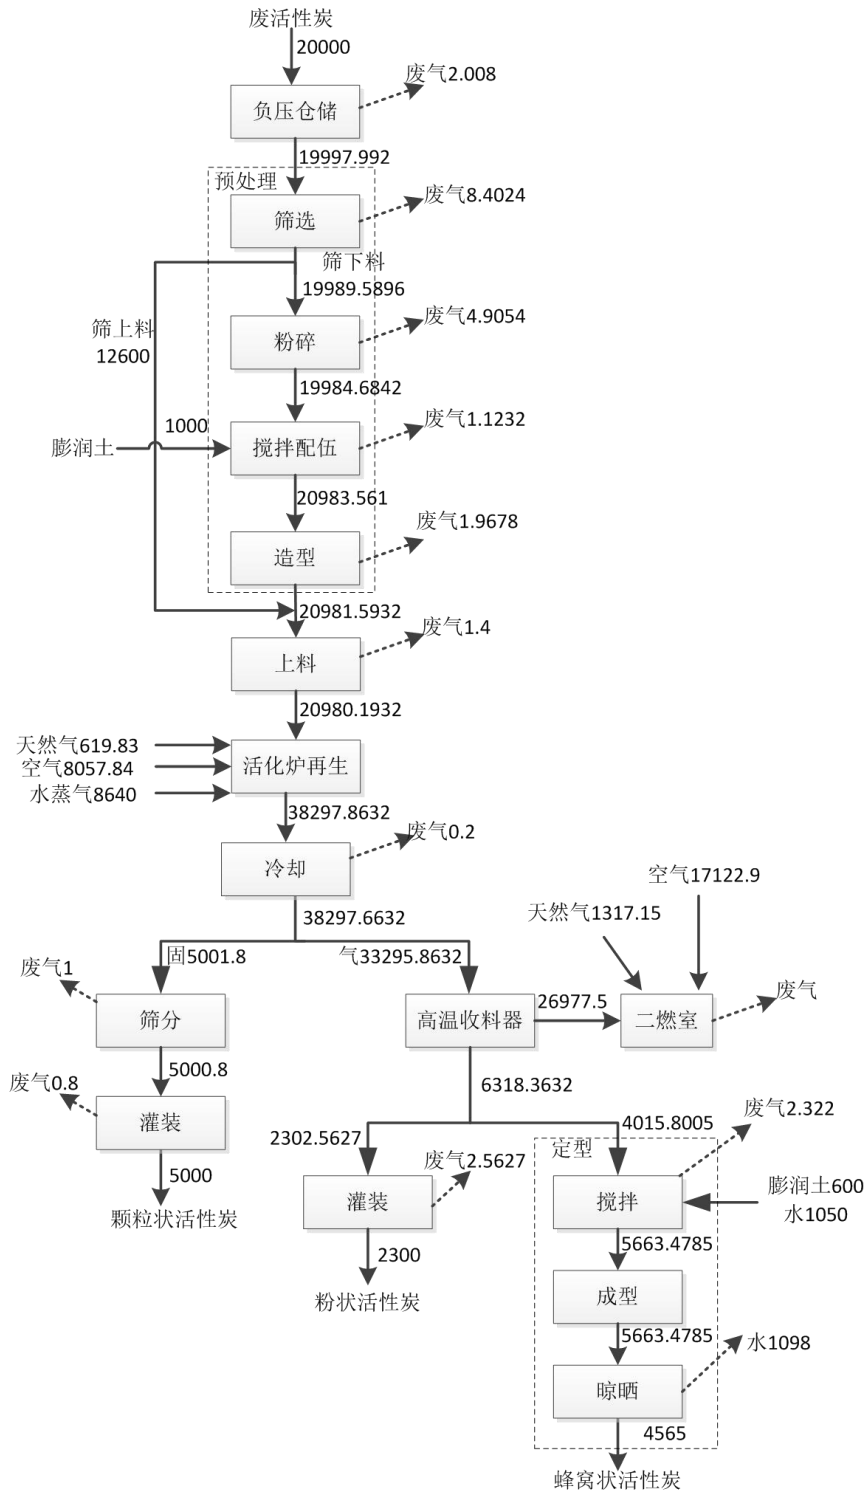 废活性炭
20000
废气2.008
负压仓储
19997.992
预处理
废气8.4024
筛选
筛下料
19989.5896
筛上料
12600
废气4.9054
粉碎
19984.6842
废气1.1232
1000
膨润土
搅拌配伍
20983.561
废气1.9678
造型
20981.5932
废气1.4
上料
20980.1932
天然气619.83
空气8057.84
水蒸气8640
活化炉再生
38297.8632
废气0.2
冷却
38297.6632
空气17122.9
天然气1317.15
固5001.8
气33295.8632
废气1
26977.5
废气
筛分
高温收料器
二燃室
5000.8
6318.3632
废气0.8
灌装
2302.5627
4015.8005
废气2.322
定型
5000
废气2.5627
膨润土600
水1050
灌装
搅拌
颗粒状活性炭
2300
5663.4785
粉状活性炭
成型
5663.4785
水1098
晾晒
4565
蜂窝状活性炭